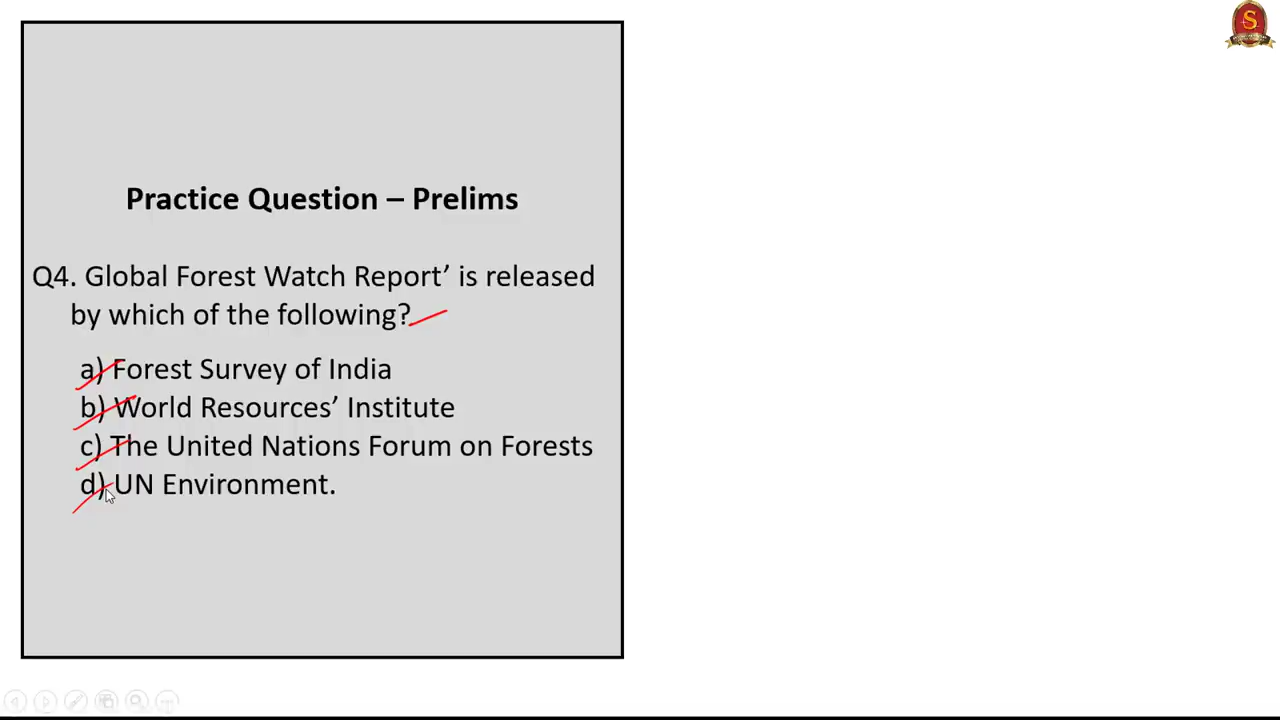 Practice Question – Prelims
Q4. Global Forest Watch Report’ is released
by which of the following?
a) Forest Survey of India
b) World Resources’ Institute
c) The United Nations Forum on Forests
d) UN Environment.
S